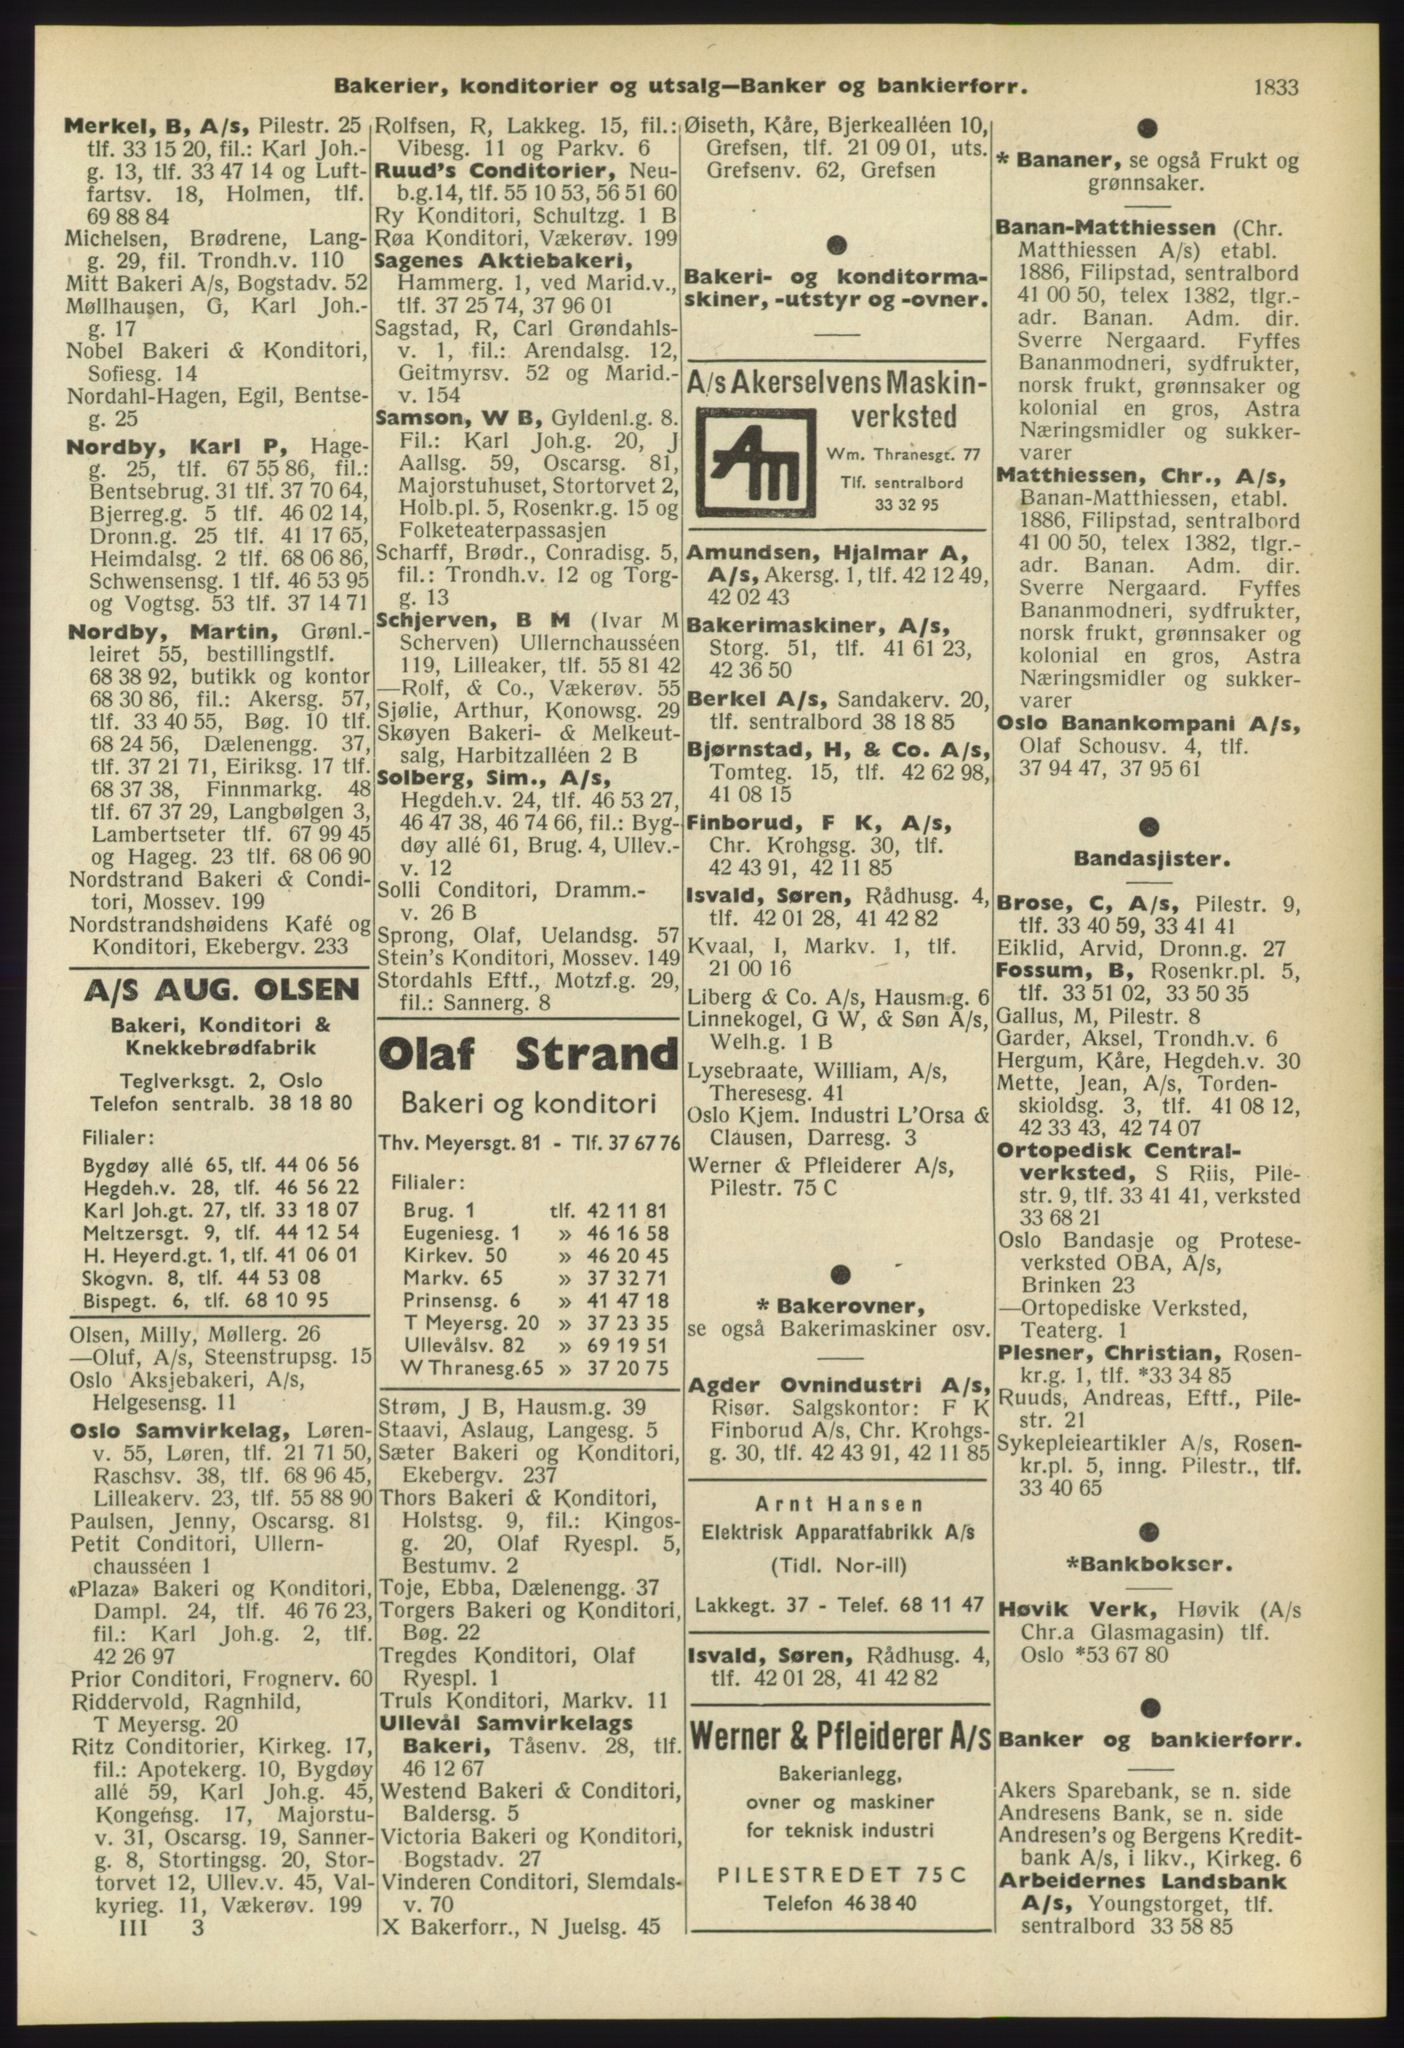 Bakerier, konditorier og utsalg—Banker og bankierforr.
1833
Merkel, B, A/s, Pilestr. 25
tlf. 33 15 20, fil.: Karl Joh.-
g. 13, tlf. 33 47 14 og Luft-
fartsv. 18, Holmen, tlf.
69 88 84
Michelsen, Brødrene, Lang-
g. 29, fil. Trondh.v. 110
Mitt Bakeri A/s, Bogstadv. 52
Møllhausen, G, Karl Joh.-
g. 17
Nobel Bakeri & Konditori,
Sofiesg. 14
Nordahl-Hagen, Egil, Bentse-
g. 25
Nordby, Karl P, Hage-
g. 25, tlf. 67 55 86, fil.:
Bentsebrug. 31 tlf. 37 70 64,
Bjerreg.g. 5 tlf. 46 02 14,
Dronn.g. 25 tlf. 41 17 65,
Heimdalsg. 2 tlf. 68 06 86,
Schwensensg. 1 tlf. 46 53 95
og Vogtsg. 53 tlf. 37 14 71
Nordby, Martin, Grønl.-
leiret 55, bestillingstlf.
68 38 92, butikk og kontor
68 30 86, fil.: Akersg. 57,
tlf. 33 40 55, Bøg. 10 tlf.
68 24 56, Dælenengg. 37,
tlf. 37 21 71, Eiriksg. 17 tlf.
68 37 38, Finnmarkg. 48
tlf. 67 37 29, Langbølgen 3,
Lambertseter tlf. 67 99 45
og Hageg. 23 tlf. 68 06 90
Nordstrand Bakeri & Condi-
tori, Mossev. 199
Nordstrandshøidens Kafé og
Konditori, Ekebergv. 233
A/S AUG. OLSEN
Bakeri, Konditori &
Knekkebrødfabrik
Teglverksgt. 2, Oslo
Telefon sentralb. 38 18 80
Filialer:
Bygdøy allé 65, tlf. 44 06 56
Hegdeh.v. 28, tlf. 46 56 22
Karl Joh.gt. 27, tlf. 33 18 07
Meltzersgt. 9, tlf. 44 12 54
H. Heyerd.gt. 1, tlf. 41 06 01
Skogvn. 8, tlf. 44 53 08
Bispegt. 6, tlf. 68 10 95
Olsen, Milly, Møllerg. 26
—Oluf, A/s, Steenstrupsg. 15
Oslo Aksjebakeri, A/s,
Helgesensg. 11
Oslo Samvirkelag, Løren-
v. 55, Løren, tlf. 21 71 50,
Raschsv. 38, tlf. 68 96 45,
Lilleakerv. 23, tlf. 55 88 90
Paulsen, Jenny, Oscarsg. 81
Petit Conditori, Ullern-
chausséen 1
«Plaza» Bakeri og Konditori,
Dampl. 24, tlf. 46 76 23,
fil.: Karl Joh.g. 2, tlf.
42 26 97
Prior Conditori, Frognerv. 60
Riddervold, Ragnhild,
T Meyersg. 20
Ritz Conditorier, Kirkeg. 17,
fil.: Apotekerg. 10, Bygdøy
allé 59, Karl Joh.g. 45,
Kongensg. 17, Majorstu-
v. 31, Oscarsg. 19, Sanner-
g. 8, Stortingsg. 20, Stor-
torvet 12, Ullev.v. 45, Val-
kyrieg. 11, Vækerøv. 199
III 3
Rolfsen, R, Lakkeg. 15, fil.:
Vibesg. 11 og Parkv. 6
Ruud's Conditorier, Neu-
b.g.14, tlf. 55 10 53, 56 51 60
Ry Konditori, Schultzg. 1 B
Røa Konditori, Vækerøv. 199
Sagenes Aktiebakeri,
Hammerg. 1, ved Marid.v.,
tlf. 37 25 74, 37 96 01
Sagstad, R, Carl Grøndahls-
v. 1, fil.: Arendalsg. 12,
Geitmyrsv. 52 og Marid.-
v. 154
Samson, W B, Gyldenl.g. 8.
Fil.: Karl Joh.g. 20, J
Aallsg. 59, Oscarsg. 81,
Majorstuhuset, Stortorvet 2,
Holb.pl. 5, Rosenkr.g. 15 og
Folketeaterpassasjen
Scharff, Brødr., Conradisg. 5,
fil.: Trondh.v. 12 og Torg-
g. 13
Schjerven, B M (Ivar M
Scherven) Ullernchausséen
119, Lilleaker, tlf. 55 81 42
—Rolf, & Co., Vækerøv. 55
Sjølie, Arthur, Konowsg. 29
Skøyen Bakeri- & Melkeut-
salg, Harbitzalléen 2 B
Solberg, Sim., A/s,
Hegdeh.v. 24, tlf. 46 53 27,
46 47 38, 46 74 66, fil.: Byg-
døy allé 61, Brug. 4, Ullev.-
v. 12
Solli Conditori, Dramm.-
v. 26 B
Sprong, Olaf, Uelandsg. 57
Stein's Konditori, Mossev. 149
Stordahls Eftf., Motzf.g. 29,
fil.: Sannerg. 8
Olaf Strand
Bakeri og konditori
Thv. Meyersgt. 81 - Tlf. 37 67 76
Filialer:
Brug. 1 tlf. 42 11 81
Eugeniesg. 1 » 46 16 58
Kirkev. 50 » 46 20 45
Markv. 65 » 37 32 71
Prinsensg. 6 » 41 47 18
T Meyersg. 20 » 37 23 35
Ullevålsv. 82 » 69 19 51
W Thranesg.65 » 37 20 75
Strøm, J B, Hausm.g. 39
Staavi, Aslaug, Langesg. 5
Sæter Bakeri og Konditori,
Ekebergv. 237
Thors Bakeri & Konditori,
Holstsg. 9, fil.: Kingos-
g. 20, Olaf Ryespl. 5,
Bestumv. 2
Toje, Ebba, Dælenengg. 37
Torgers Bakeri og Konditori,
Bøg. 22
Tregdes Konditori, Olaf
Ryespl. 1
Truls Konditori, Markv. 11
Ullevål Samvirkelags
Bakeri, Tåsenv. 28, tlf.
46 12 67
Westend Bakeri & Conditori,
Baldersg. 5
Victoria Bakeri og Konditori,
Bogstadv. 27
Vinderen Conditori, Slemdals-
v. 70
X Bakerforr., N Juelsg. 45
Øiseth, Kåre, Bjerkealléen 10,
Grefsen, tlf. 21 09 01, uts.
Grefsenv. 62, Grefsen
Bakeri- og konditorma-
skiner, -utstyr og -ovner.
A/s Akerselvens Maskin-
verksted
AM
Wm. Thranesgt. 77
Tlf. sentralbord
33 32 95
Amundsen, Hjalmar A,
A/s, Akersg. 1, tlf. 42 12 49,
42 02 43
Bakerimaskiner, A/s,
Storg. 51, tlf. 41 61 23,
42 36 50
Berkel A/s, Sandakerv. 20,
tlf. sentralbord 38 18 85
Bjørnstad, H, & Co. A/s,
Tomteg. 15, tlf. 42 62 98,
41 08 15
Finborud, F K, A/s,
Chr. Krohgsg. 30, tlf.
42 43 91, 42 11 85
Isvald, Søren, Rådhusg. 4,
tlf. 42 01 28, 41 42 82
Kvaal, I, Markv. 1, tlf.
21 00 16
Liberg & Co. A/s, Hausm.g. 6
Linnekogel, G W, & Søn A/s,
Welh.g. 1 B
Lysebraate, William, A/s,
Theresesg. 41
Oslo Kjem. Industri L'Orsa &
Clausen, Darresg. 3
Werner & Pfleiderer A/s,
Pilestr. 75 C
* Bakerovner,
se også Bakerimaskiner osv.
Agder Ovnindustri A/s,
Risør. Salgskontor: F K
Finborud A/s, Chr. Krohgs-
g. 30, tlf. 42 43 91, 42 11 85
Arnt Hansen
Elektrisk Apparatfabrikk A/s
(Tidl. Nor-ill)
Lakkegt. 37 - Telef. 68 11 47
Isvald, Søren, Rådhusg. 4,
tlf. 42 01 28, 41 42 82
Werner & Pfleiderer A/s
Bakerianlegg,
ovner og maskiner
for teknisk industri
PILESTREDET 75 C
Telefon 46 38 40
* Bananer, se også Frukt og
grønnsaker.
Banan-Matthiessen (Chr.
Matthiessen A/s) etabl.
1886, Filipstad, sentralbord
41 00 50, telex 1382, tlgr.-
adr. Banan. Adm. dir.
Sverre Nergaard. Fyffes
Bananmodneri, sydfrukter,
norsk frukt, grønnsaker og
kolonial en gros, Astra
Næringsmidler og sukker-
varer
Matthiessen, Chr., A/s,
Banan-Matthiessen, etabl.
1886, Filipstad, sentralbord
41 00 50, telex 1382, tlgr.-
adr. Banan. Adm. dir.
Sverre Nergaard. Fyffes
Bananmodneri, sydfrukter,
norsk frukt, grønnsaker og
kolonial en gros, Astra
Næringsmidler og sukker-
varer
Oslo Banankompani A/s,
Olaf Schousv. 4, tlf.
37 94 47, 37 95 61
Bandasjister.
Brose, C, A/s, Pilestr. 9,
tlf. 33 40 59, 33 41 41
Eiklid, Arvid, Dronn.g. 27
Fossum, B, Rosenkr.pl. 5,
tlf. 33 51 02, 33 50 35
Gallus, M, Pilestr. 8
Garder, Aksel, Trondh.v. 6
Hergum, Kåre, Hegdeh.v. 30
Mette, Jean, A/s, Torden-
skioldsg. 3, tlf. 41 08 12,
42 33 43, 42 74 07
Ortopedisk Central-
verksted, S Riis, Pile-
str. 9, tlf. 33 41 41, verksted
33 68 21
Oslo Bandasje og Protese-
verksted OBA, A/s,
Brinken 23
—Ortopediske Verksted,
Teaterg. 1
Plesner, Christian, Rosen-
kr.g. 1, tlf. *33 34 85
Ruuds, Andreas, Eftf., Pile-
str. 21
Sykepleieartikler A/s, Rosen-
kr.pl. 5, inng. Pilestr., tlf.
33 40 65
*Bankbokser.
Høvik Verk, Høvik (A/s
Chr.a Glasmagasin) tlf.
Oslo *53 67 80
Banker og bankierforr.
Akers Sparebank, se n. side
Andresens Bank, se n. side
Andresen's og Bergens Kredit-
bank A/s, i likv., Kirkeg. 6
Arbeidernes Landsbank
A/s, Youngstorget, tlf.
sentralbord 33 58 85